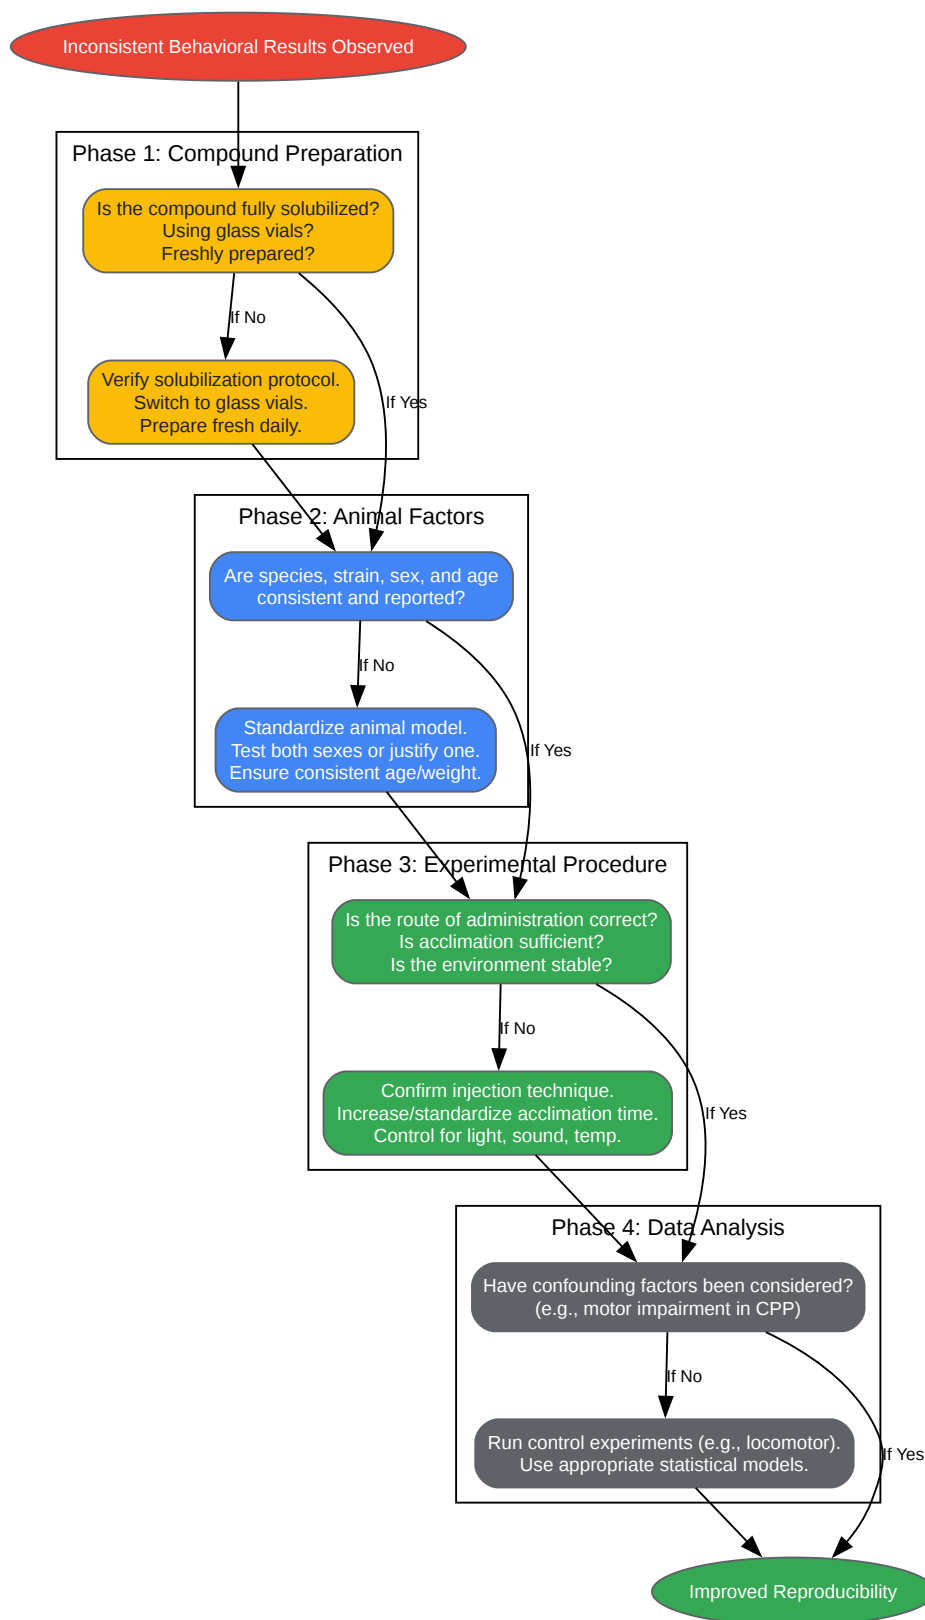 Inconsistent Behavioral Results Observed
Phase 1: Compound Preparation
Is the compound fully solubilized?
Using glass vials?
Freshly prepared?
If No
Verify solubilization protocol.
Switch to glass vials.
Prepare fresh daily.
If Yes
Phase 2: Animal Factors
Are species, strain, sex, and age
consistent and reported?
If No
Standardize animal model.
Test both sexes or justify one.
Ensure consistent age/weight.
If Yes
Phase 3: Experimental Procedure
Is the route of administration correct?
Is acclimation sufficient?
Is the environment stable?
If No
Confirm injection technique.
Increase/standardize acclimation time.
Control for light, sound, temp.
If Yes
Phase 4: Data Analysis
Have confounding factors been considered?
(e.g., motor impairment in CPP)
If No
Run control experiments (e.g., locomotor).
Use appropriate statistical models.
If Yes
Improved Reproducibility